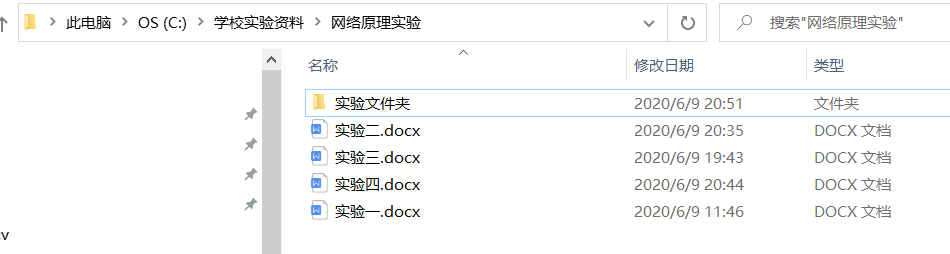 此电脑 > OS (C:) > 学校实验资料 > 网络原理实验 搜索"网络原理实验"
名称 修改日期 类型
实验文件夹 2020/6/9 20:51 文件夹
实验二.docx 2020/6/9 20:35 DOCX 文档
实验三.docx 2020/6/9 19:43 DOCX 文档
实验四.docx 2020/6/9 20:44 DOCX 文档
实验一.docx 2020/6/9 11:46 DOCX 文档